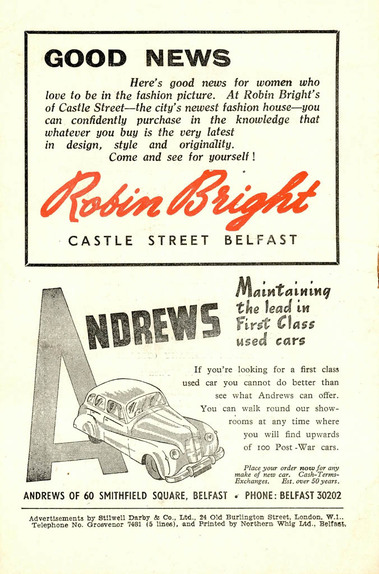 GOOD NEWS
Here's good news for women who
love to be in the fashion picture. At Robin Bright's
of Castle Street—the city's newest fashion house—you
can confidently purchase in the knowledge that
whatever you buy is the very latest
in design, style and originality.
Come and see for yourself!
Robin Bright
CASTLE STREET BELFAST
ANDREWS
Maintaining
the lead in
First Class
used cars
If you're looking for a first class
used car you cannot do better than
see what Andrews can offer.
You can walk round our show-
rooms at any time where
you will find upwards
of 100 Post-War cars.
Place your order now for any
make of new car. Cash-Terms-
Exchanges. Est. over 50 years.
ANDREWS OF 60 SMITHFIELD SQUARE, BELFAST • PHONE: BELFAST 30202
Advertisements by Stilwell Darby & Co., Ltd., 24 Old Burlington Street, London, W.1..
Telephone No. Grosvenor 7481 (5 lines), and Printed by Northern Whig Ltd., Belfast.